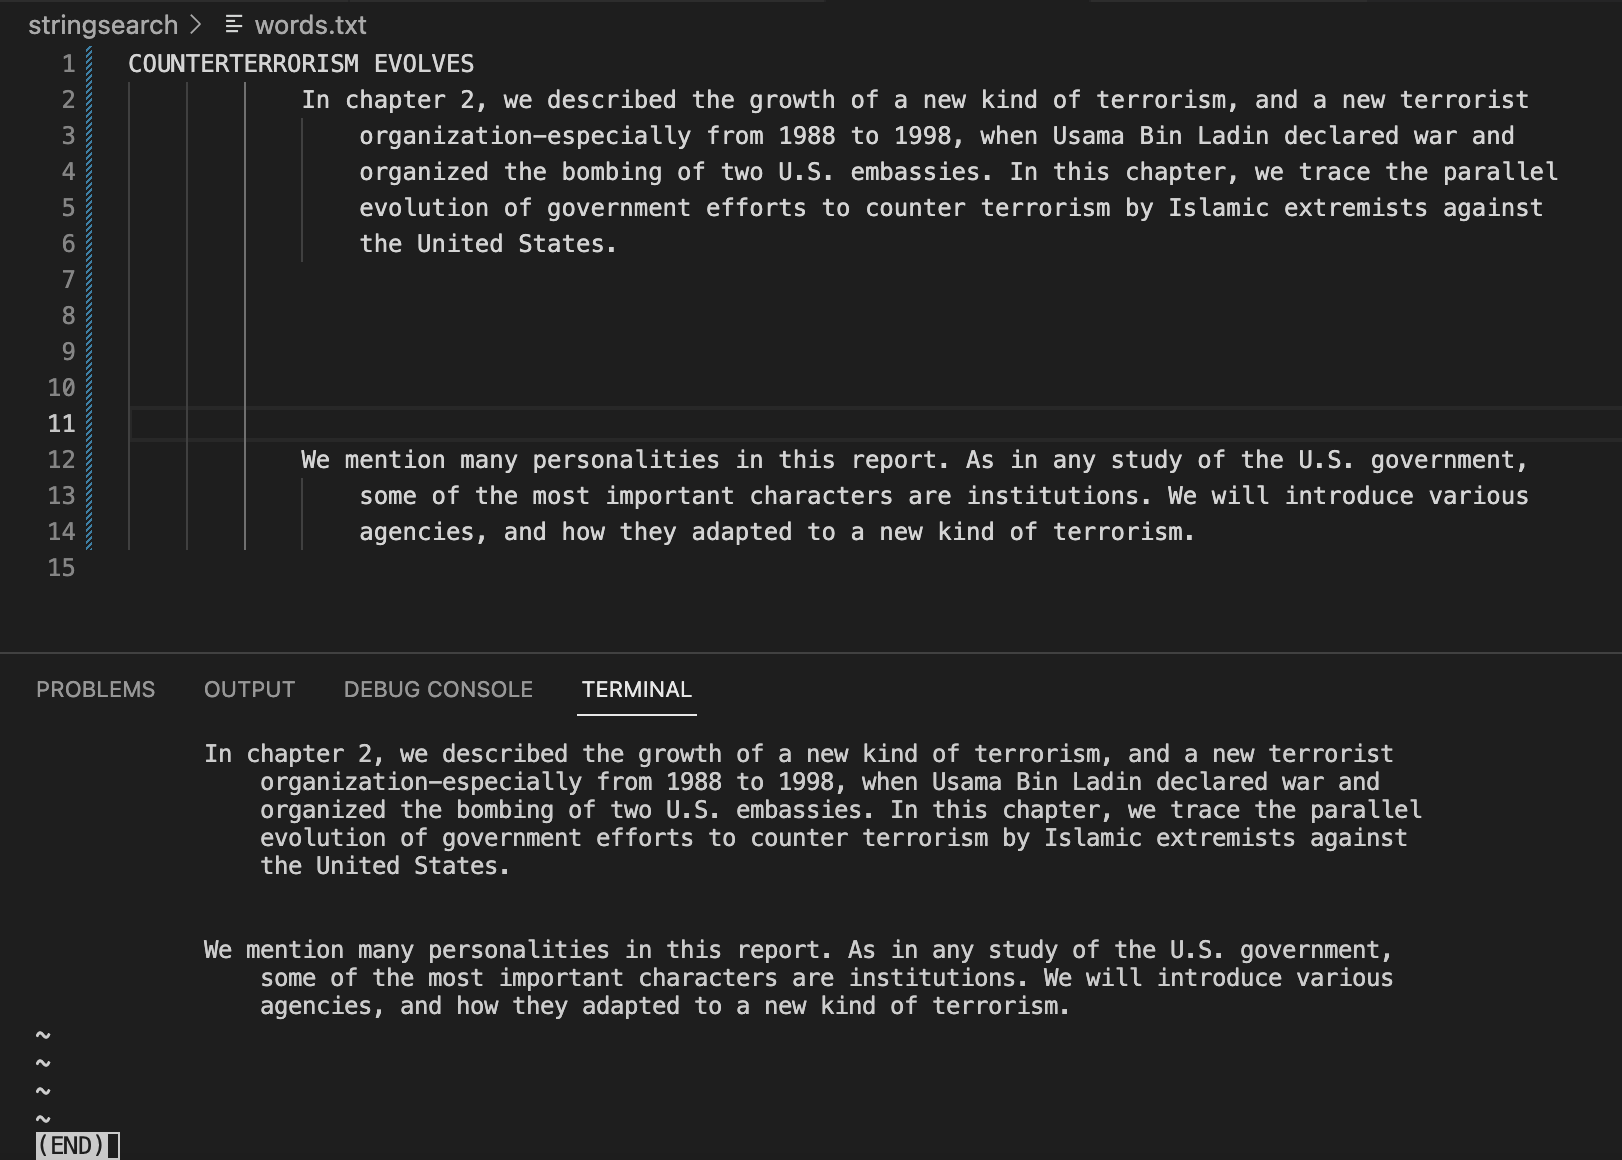 stringsearch > words.txt
1 COUNTERTERRORISM EVOLVES
2 In chapter 2, we described the growth of a new kind of terrorism, and a new terrorist
3 organization—especially from 1988 to 1998, when Usama Bin Ladin declared war and
4 organized the bombing of two U.S. embassies. In this chapter, we trace the parallel
5 evolution of government efforts to counter terrorism by Islamic extremists against
6 the United States.
7
8
9
10
11
12 We mention many personalities in this report. As in any study of the U.S. government,
13 some of the most important characters are institutions. We will introduce various
14 agencies, and how they adapted to a new kind of terrorism.
15
PROBLEMS OUTPUT DEBUG CONSOLE TERMINAL
In chapter 2, we described the growth of a new kind of terrorism, and a new terrorist
organization—especially from 1988 to 1998, when Usama Bin Ladin declared war and
organized the bombing of two U.S. embassies. In this chapter, we trace the parallel
evolution of government efforts to counter terrorism by Islamic extremists against
the United States.
We mention many personalities in this report. As in any study of the U.S. government,
some of the most important characters are institutions. We will introduce various
agencies, and how they adapted to a new kind of terrorism.
~
~
~
~
(END)